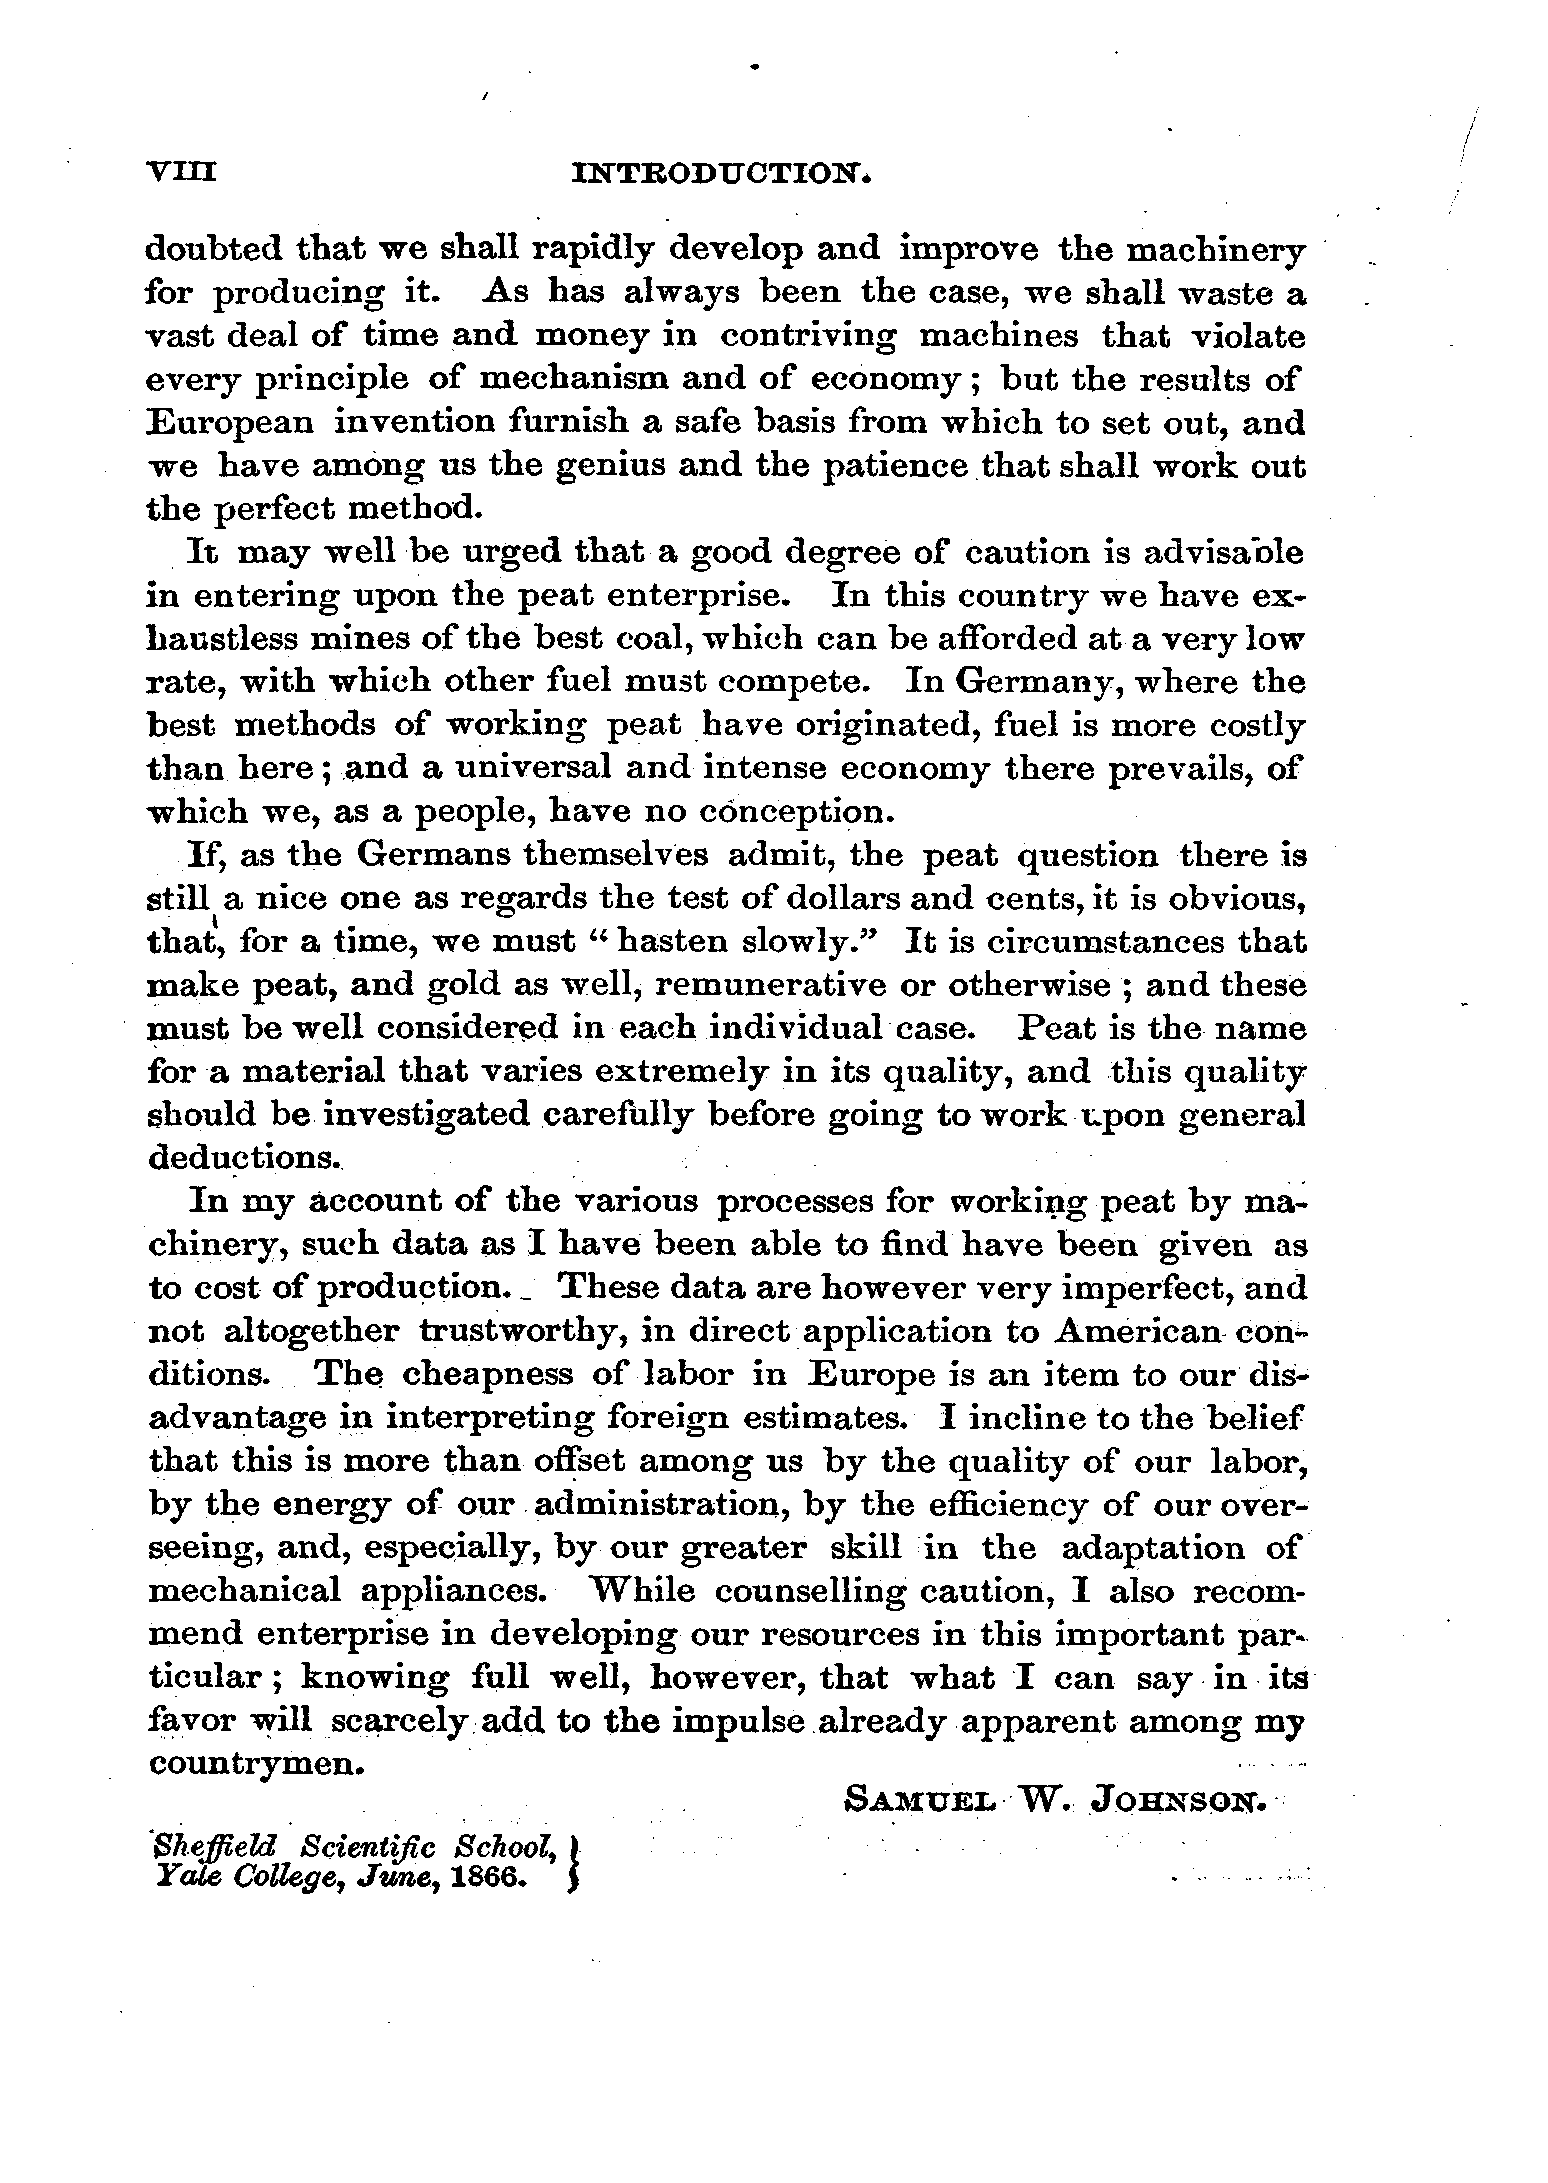 VIII INTRODUCTION.
doubted that we shall rapidly develop and improve the machinery
for producing it. As has always been the case, we shall waste a
vast deal of time and money in contriving machines that violate
every principle of mechanism and of economy ; but the results of
European invention furnish a safe basis from which to set out, and
we have among us the genius and the patience that shall work out
the perfect method.
It may well be urged that a good degree of caution is advisable
in entering upon the peat enterprise. In this country we have ex-
haustless mines of the best coal, which can be afforded at a very low
rate, with which other fuel must compete. In Germany, where the
best methods of working peat have originated, fuel is more costly
than here ; and a universal and intense economy there prevails, of
which we, as a people, have no conception.
If, as the Germans themselves admit, the peat question there is
still a nice one as regards the test of dollars and cents, it is obvious,
that, for a time, we must “ hasten slowly.” It is circumstances that
make peat, and gold as well, remunerative or otherwise ; and these
must be well considered in each individual case. Peat is the name
for a material that varies extremely in its quality, and this quality
should be investigated carefully before going to work upon general
deductions.
In my account of the various processes for working peat by ma-
chinery, such data as I have been able to find have been given as
to cost of production. These data are however very imperfect, and
not altogether trustworthy, in direct application to American con-
ditions. The cheapness of labor in Europe is an item to our dis-
advantage in interpreting foreign estimates. I incline to the belief
that this is more than offset among us by the quality of our labor,
by the energy of our administration, by the efficiency of our over-
seeing, and, especially, by our greater skill in the adaptation of
mechanical appliances. While counselling caution, I also recom-
mend enterprise in developing our resources in this important par-
ticular ; knowing full well, however, that what I can say in its
favor will scarcely add to the impulse already apparent among my
countrymen.
SAMUEL W. JOHNSON.
Sheffield Scientific School, }
Yale College, June, 1866. }